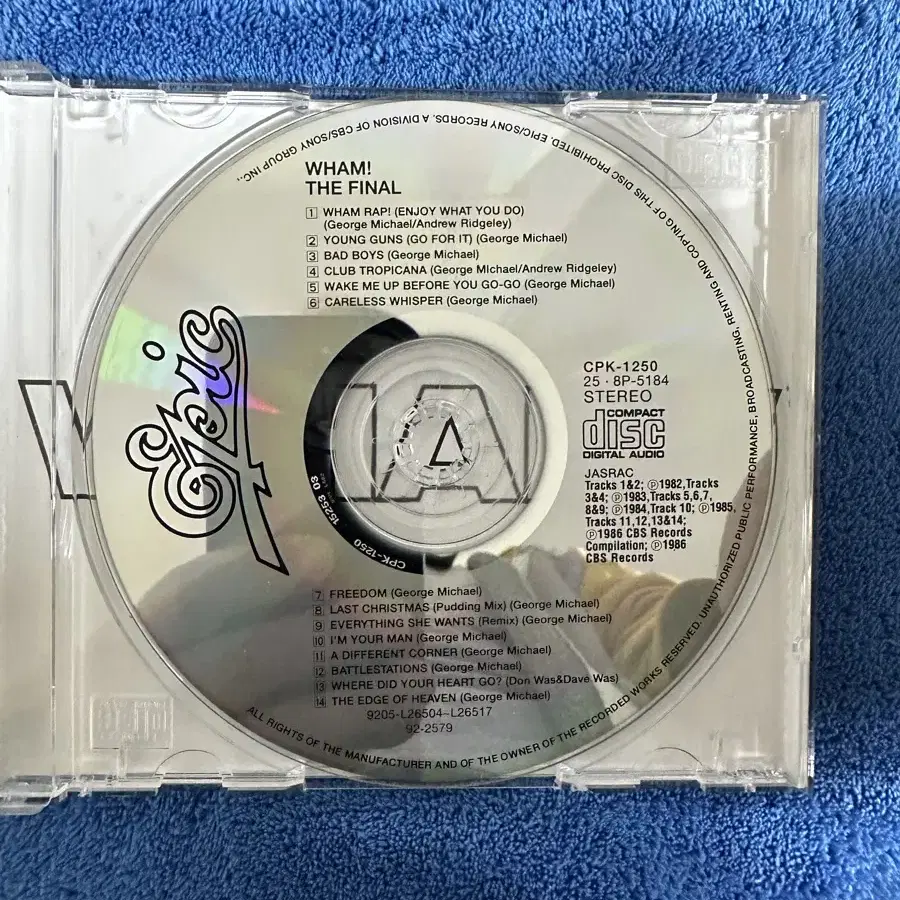 WHAM!
THE FINAL
1 WHAM RAP! (ENJOY WHAT YOU DO)
(George Michael/Andrew Ridgeley)
2 YOUNG GUNS (GO FOR IT) (George Michael)
3 BAD BOYS (George Michael)
4 CLUB TROPICANA (George Michael/Andrew Ridgeley)
5 WAKE ME UP BEFORE YOU GO-GO (George Michael)
6 CARELESS WHISPER (George Michael)
Epic
CPK-1250
25・8P-5184
STEREO
COMPACT
disc
DIGITAL AUDIO
JASRAC
Tracks 1&2; ℗1982,Tracks
3&4; ℗1983,Tracks 5,6,7,
8&9; ℗1984,Track 10; ℗1985,
Tracks 11,12,13&14;
℗1986 CBS Records
Compilation; ℗1986
CBS Records
CPK-1250 15253 03
7 FREEDOM (George Michael)
8 LAST CHRISTMAS (Pudding Mix) (George Michael)
9 EVERYTHING SHE WANTS (Remix) (George Michael)
10 I'M YOUR MAN (George Michael)
11 A DIFFERENT CORNER (George Michael)
12 BATTLESTATIONS (George Michael)
13 WHERE DID YOUR HEART GO? (Don Was&Dave Was)
14 THE EDGE OF HEAVEN (George Michael)
9205-L26504~L26517
92-2579
ALL RIGHTS OF THE MANUFACTURER AND OF THE OWNER OF THE RECORDED WORKS RESERVED. UNAUTHORIZED PUBLIC PERFORMANCE, BROADCASTING, RENTING AND COPYING OF THIS DISC PROHIBITED. EPIC/SONY RECORDS. A DIVISION OF CBS/SONY GROUP INC.,